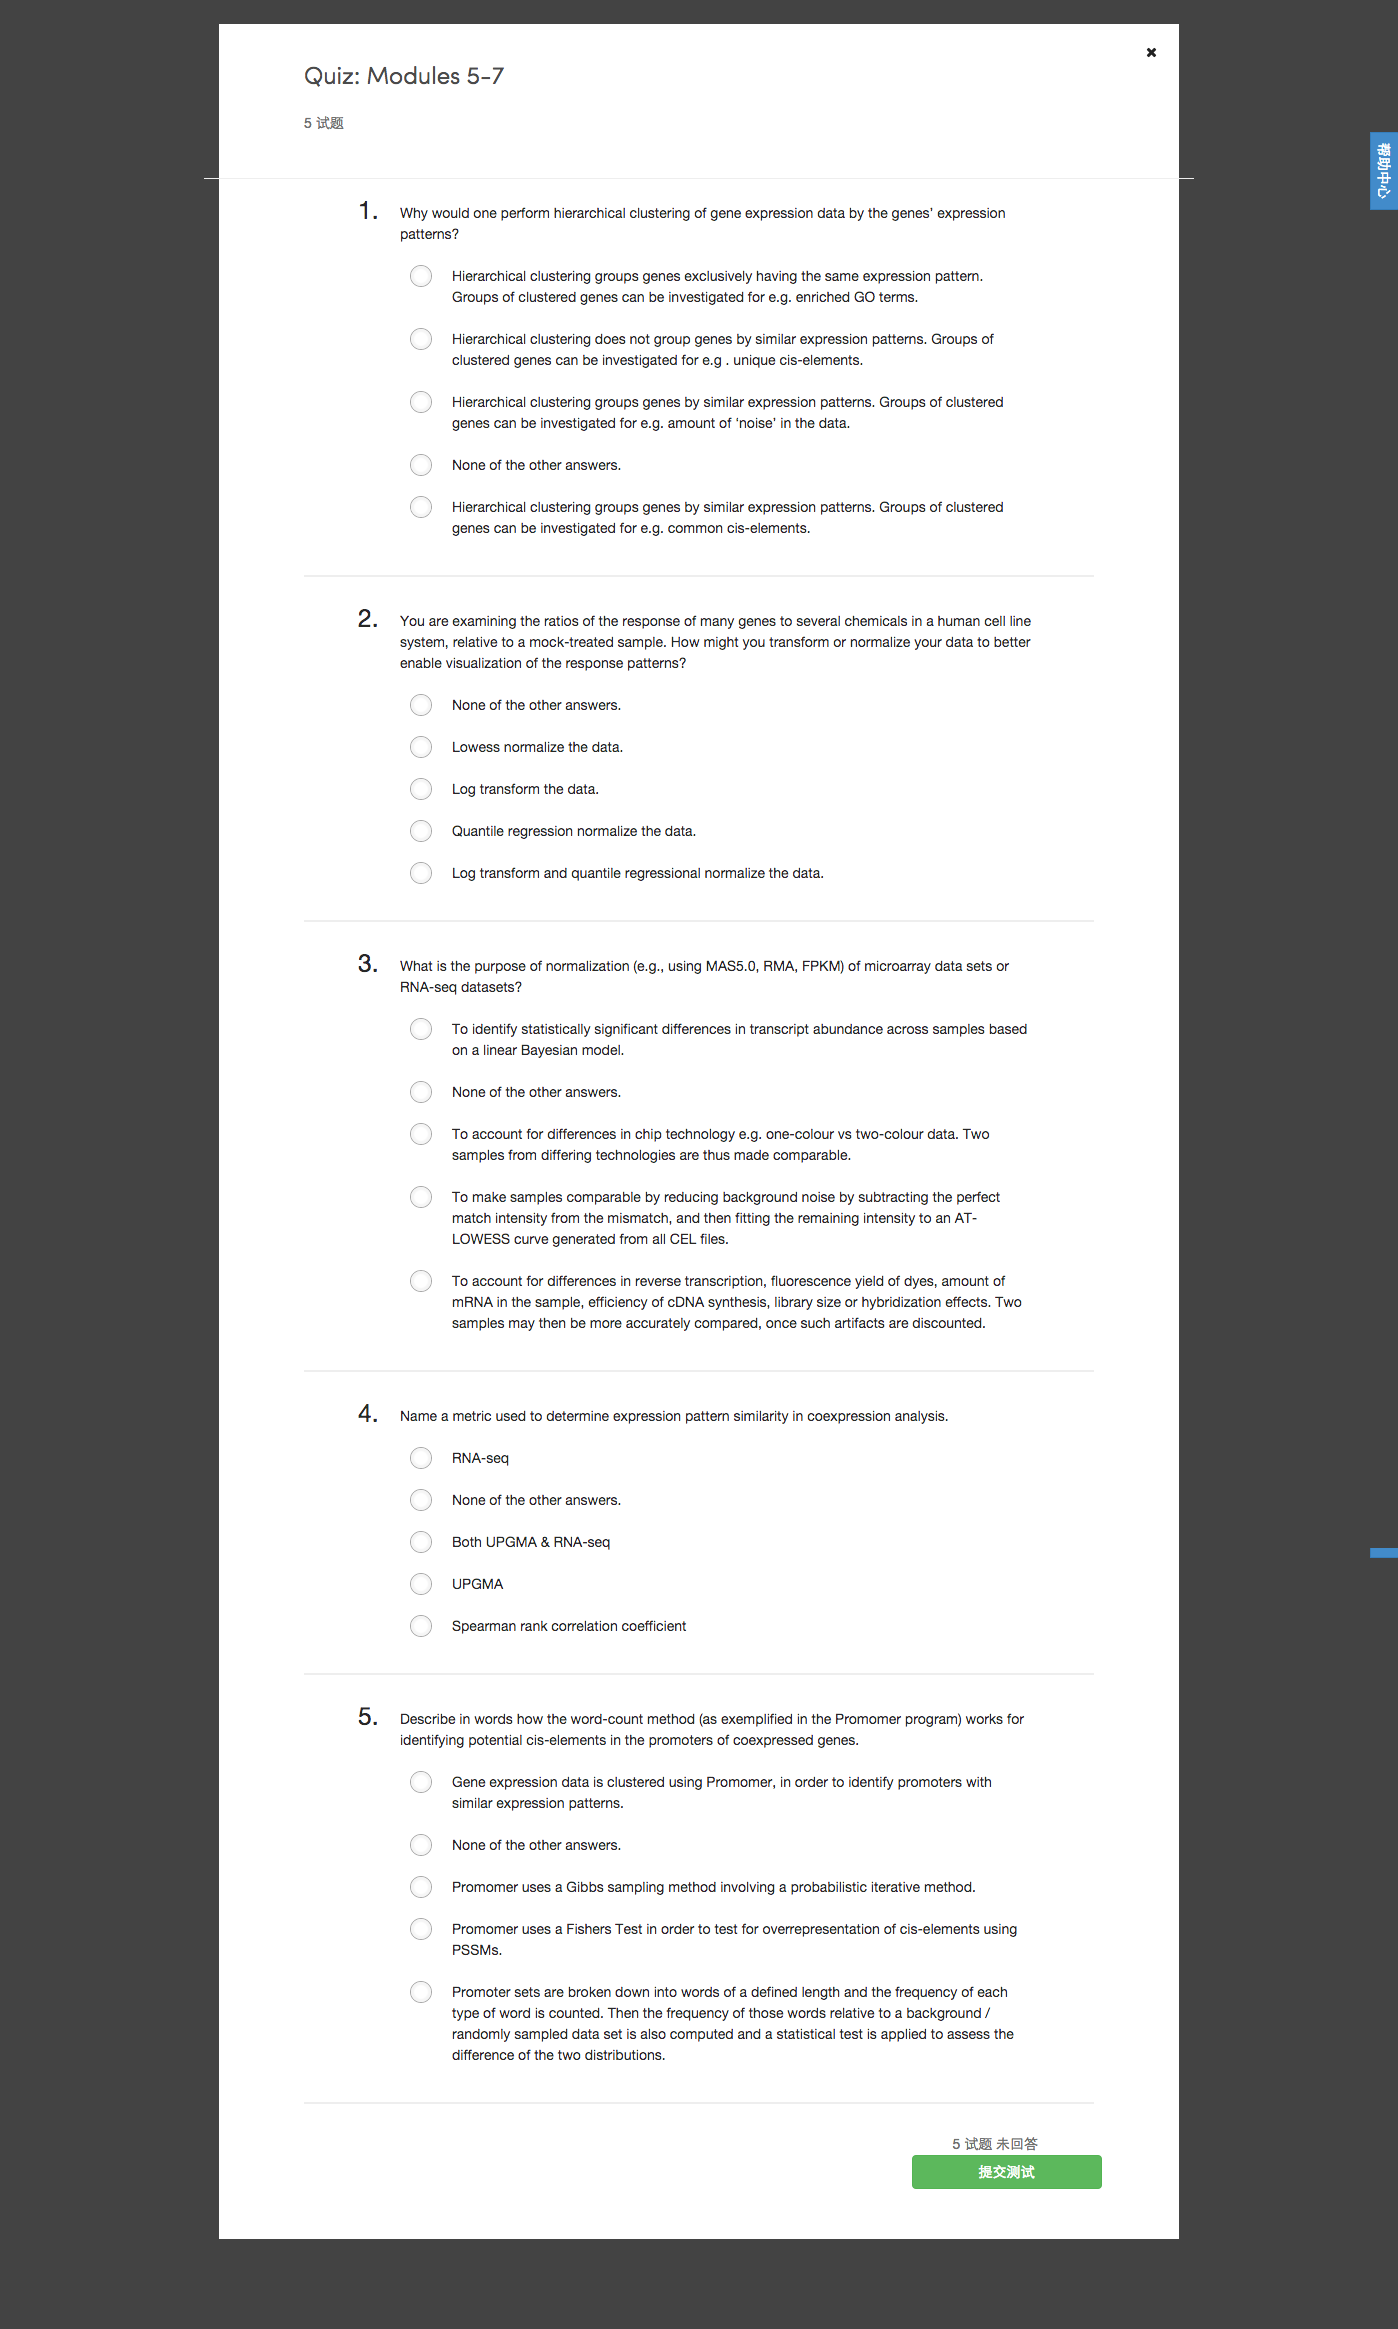 Quiz: Modules 5-7
5 试题
帮助中心
1. Why would one perform hierarchical clustering of gene expression data by the genes' expression
patterns?
Hierarchical clustering groups genes exclusively having the same expression pattern.
Groups of clustered genes can be investigated for e.g. enriched GO terms.
Hierarchical clustering does not group genes by similar expression patterns. Groups of
clustered genes can be investigated for e.g . unique cis-elements.
Hierarchical clustering groups genes by similar expression patterns. Groups of clustered
genes can be investigated for e.g. amount of 'noise' in the data.
None of the other answers.
Hierarchical clustering groups genes by similar expression patterns. Groups of clustered
genes can be investigated for e.g. common cis-elements.
2. You are examining the ratios of the response of many genes to several chemicals in a human cell line
system, relative to a mock-treated sample. How might you transform or normalize your data to better
enable visualization of the response patterns?
None of the other answers.
Lowess normalize the data.
Log transform the data.
Quantile regression normalize the data.
Log transform and quantile regressional normalize the data.
3. What is the purpose of normalization (e.g., using MAS5.0, RMA, FPKM) of microarray data sets or
RNA-seq datasets?
To identify statistically significant differences in transcript abundance across samples based
on a linear Bayesian model.
None of the other answers.
To account for differences in chip technology e.g. one-colour vs two-colour data. Two
samples from differing technologies are thus made comparable.
To make samples comparable by reducing background noise by subtracting the perfect
match intensity from the mismatch, and then fitting the remaining intensity to an AT-
LOWESS curve generated from all CEL files.
To account for differences in reverse transcription, fluorescence yield of dyes, amount of
mRNA in the sample, efficiency of cDNA synthesis, library size or hybridization effects. Two
samples may then be more accurately compared, once such artifacts are discounted.
4. Name a metric used to determine expression pattern similarity in coexpression analysis.
RNA-seq
None of the other answers.
Both UPGMA & RNA-seq
UPGMA
Spearman rank correlation coefficient
5. Describe in words how the word-count method (as exemplified in the Promomer program) works for
identifying potential cis-elements in the promoters of coexpressed genes.
Gene expression data is clustered using Promomer, in order to identify promoters with
similar expression patterns.
None of the other answers.
Promomer uses a Gibbs sampling method involving a probabilistic iterative method.
Promomer uses a Fishers Test in order to test for overrepresentation of cis-elements using
PSSMs.
Promoter sets are broken down into words of a defined length and the frequency of each
type of word is counted. Then the frequency of those words relative to a background /
randomly sampled data set is also computed and a statistical test is applied to assess the
difference of the two distributions.
5 试题 未回答
提交测试